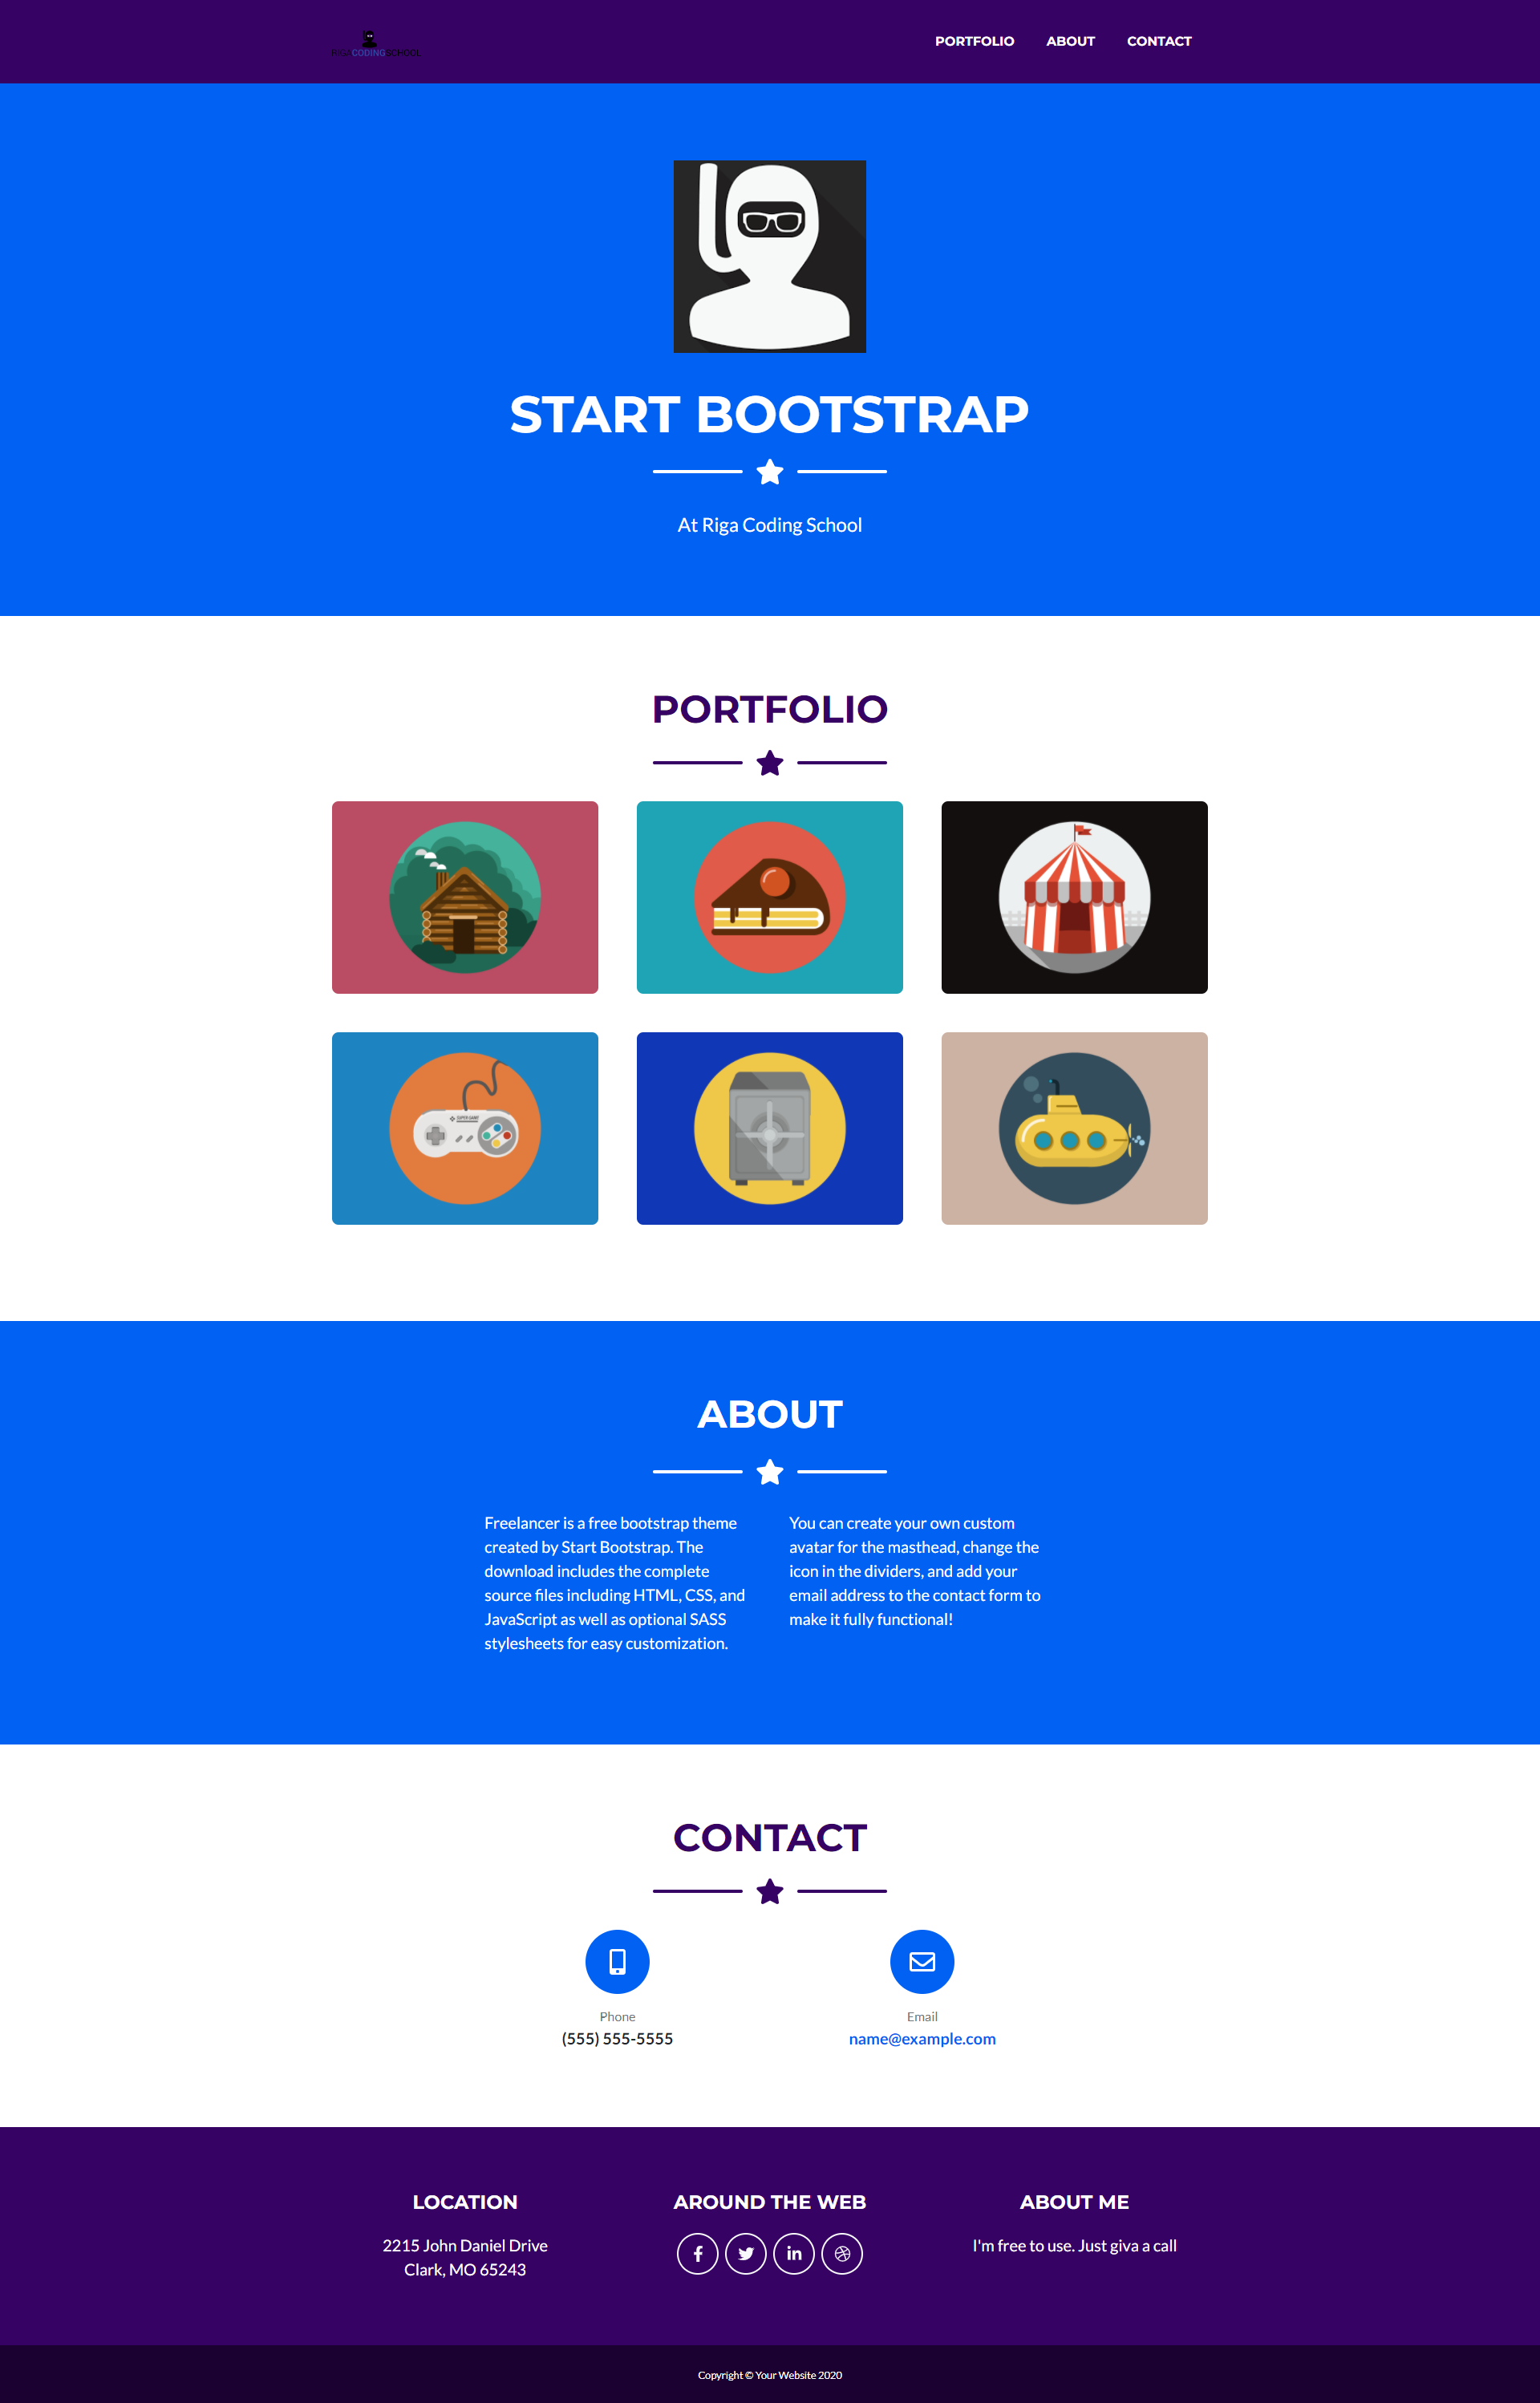 RIGACODINGSCHOOL
PORTFOLIO ABOUT CONTACT
START BOOTSTRAP
At Riga Coding School
PORTFOLIO
SUPER GAME
ABOUT
Freelancer is a free bootstrap theme
created by Start Bootstrap. The
download includes the complete
source files including HTML, CSS, and
JavaScript as well as optional SASS
stylesheets for easy customization.
You can create your own custom
avatar for the masthead, change the
icon in the dividers, and add your
email address to the contact form to
make it fully functional!
CONTACT
Phone
(555) 555-5555
Email
name@example.com
LOCATION
2215 John Daniel Drive
Clark, MO 65243
AROUND THE WEB
ABOUT ME
I'm free to use. Just giva a call
Copyright © Your Website 2020